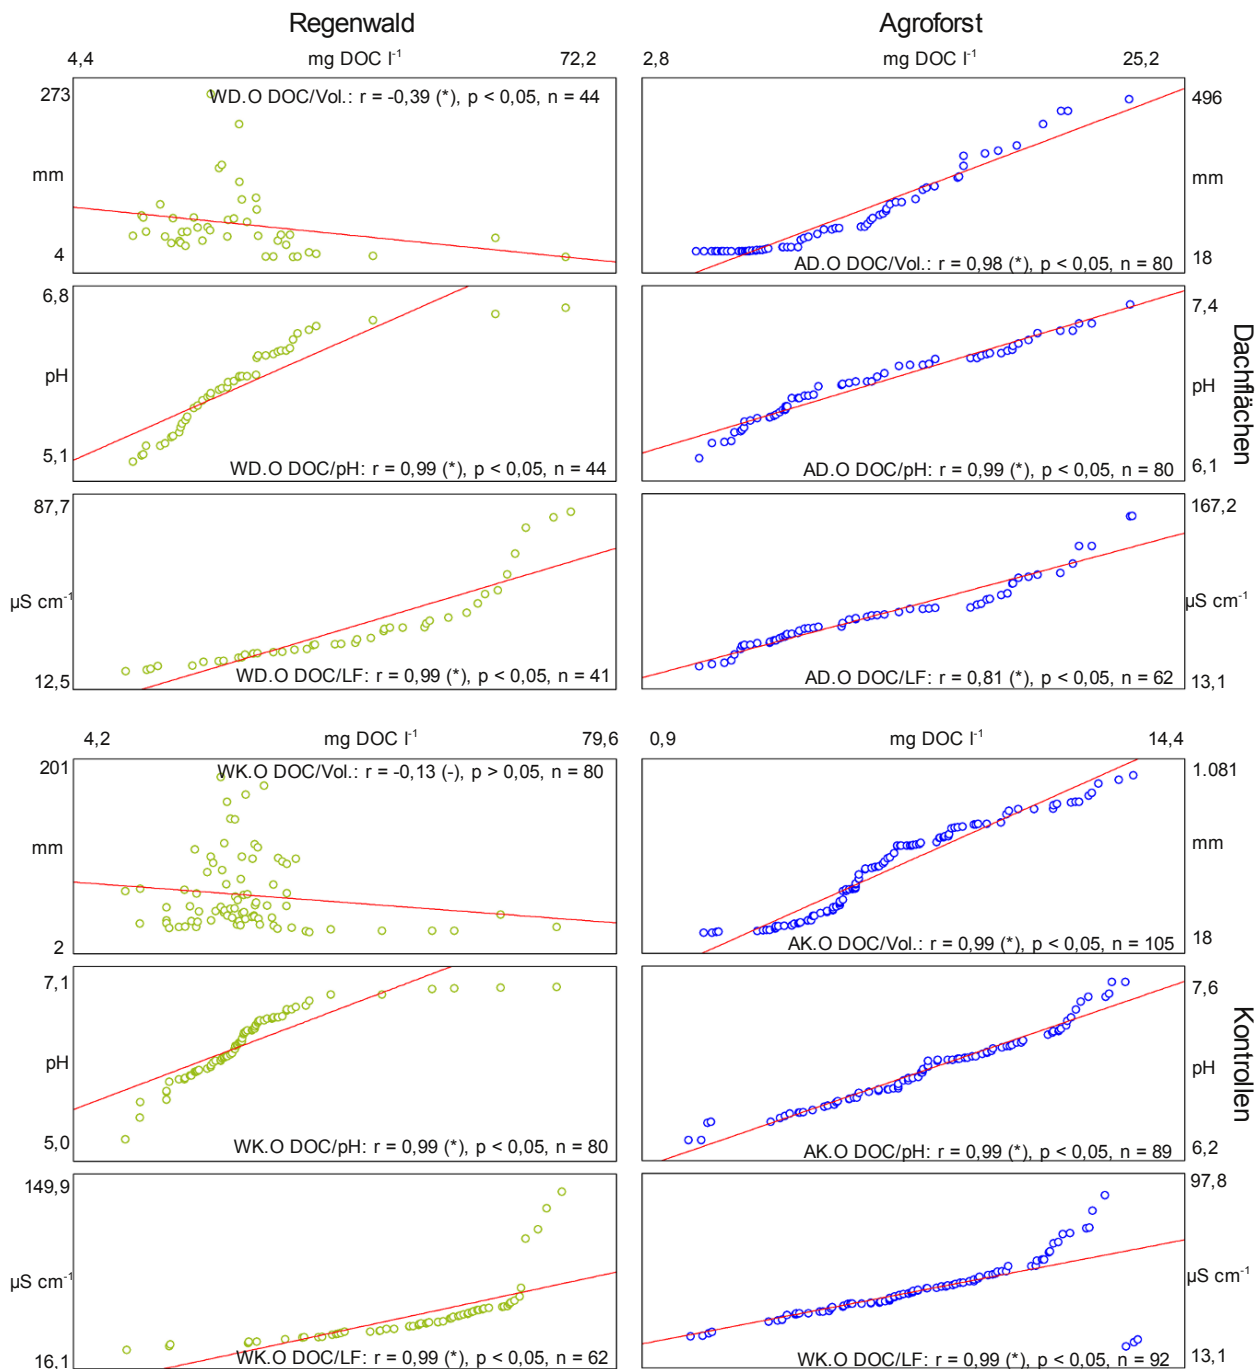 Regenwald
Agroforst
4,4 mg DOC l⁻¹ 72,2
2,8 mg DOC l⁻¹ 25,2
273
mm
4
WD.O DOC/Vol.: r = -0,39 (*), p < 0,05, n = 44
496
mm
18
AD.O DOC/Vol.: r = 0,98 (*), p < 0,05, n = 80
6,8
pH
5,1
WD.O DOC/pH: r = 0,99 (*), p < 0,05, n = 44
7,4
pH
6,1
AD.O DOC/pH: r = 0,99 (*), p < 0,05, n = 80
Dachflächen
87,7
µS cm⁻¹
12,5
WD.O DOC/LF: r = 0,99 (*), p < 0,05, n = 41
167,2
µS cm⁻¹
13,1
AD.O DOC/LF: r = 0,81 (*), p < 0,05, n = 62
4,2 mg DOC l⁻¹ 79,6
0,9 mg DOC l⁻¹ 14,4
201
mm
2
WK.O DOC/Vol.: r = -0,13 (-), p > 0,05, n = 80
1.081
mm
18
AK.O DOC/Vol.: r = 0,99 (*), p < 0,05, n = 105
7,1
pH
5,0
WK.O DOC/pH: r = 0,99 (*), p < 0,05, n = 80
7,6
pH
6,2
AK.O DOC/pH: r = 0,99 (*), p < 0,05, n = 89
Kontrollen
149,9
µS cm⁻¹
16,1
WK.O DOC/LF: r = 0,99 (*), p < 0,05, n = 62
97,8
µS cm⁻¹
13,1
WK.O DOC/LF: r = 0,99 (*), p < 0,05, n = 92